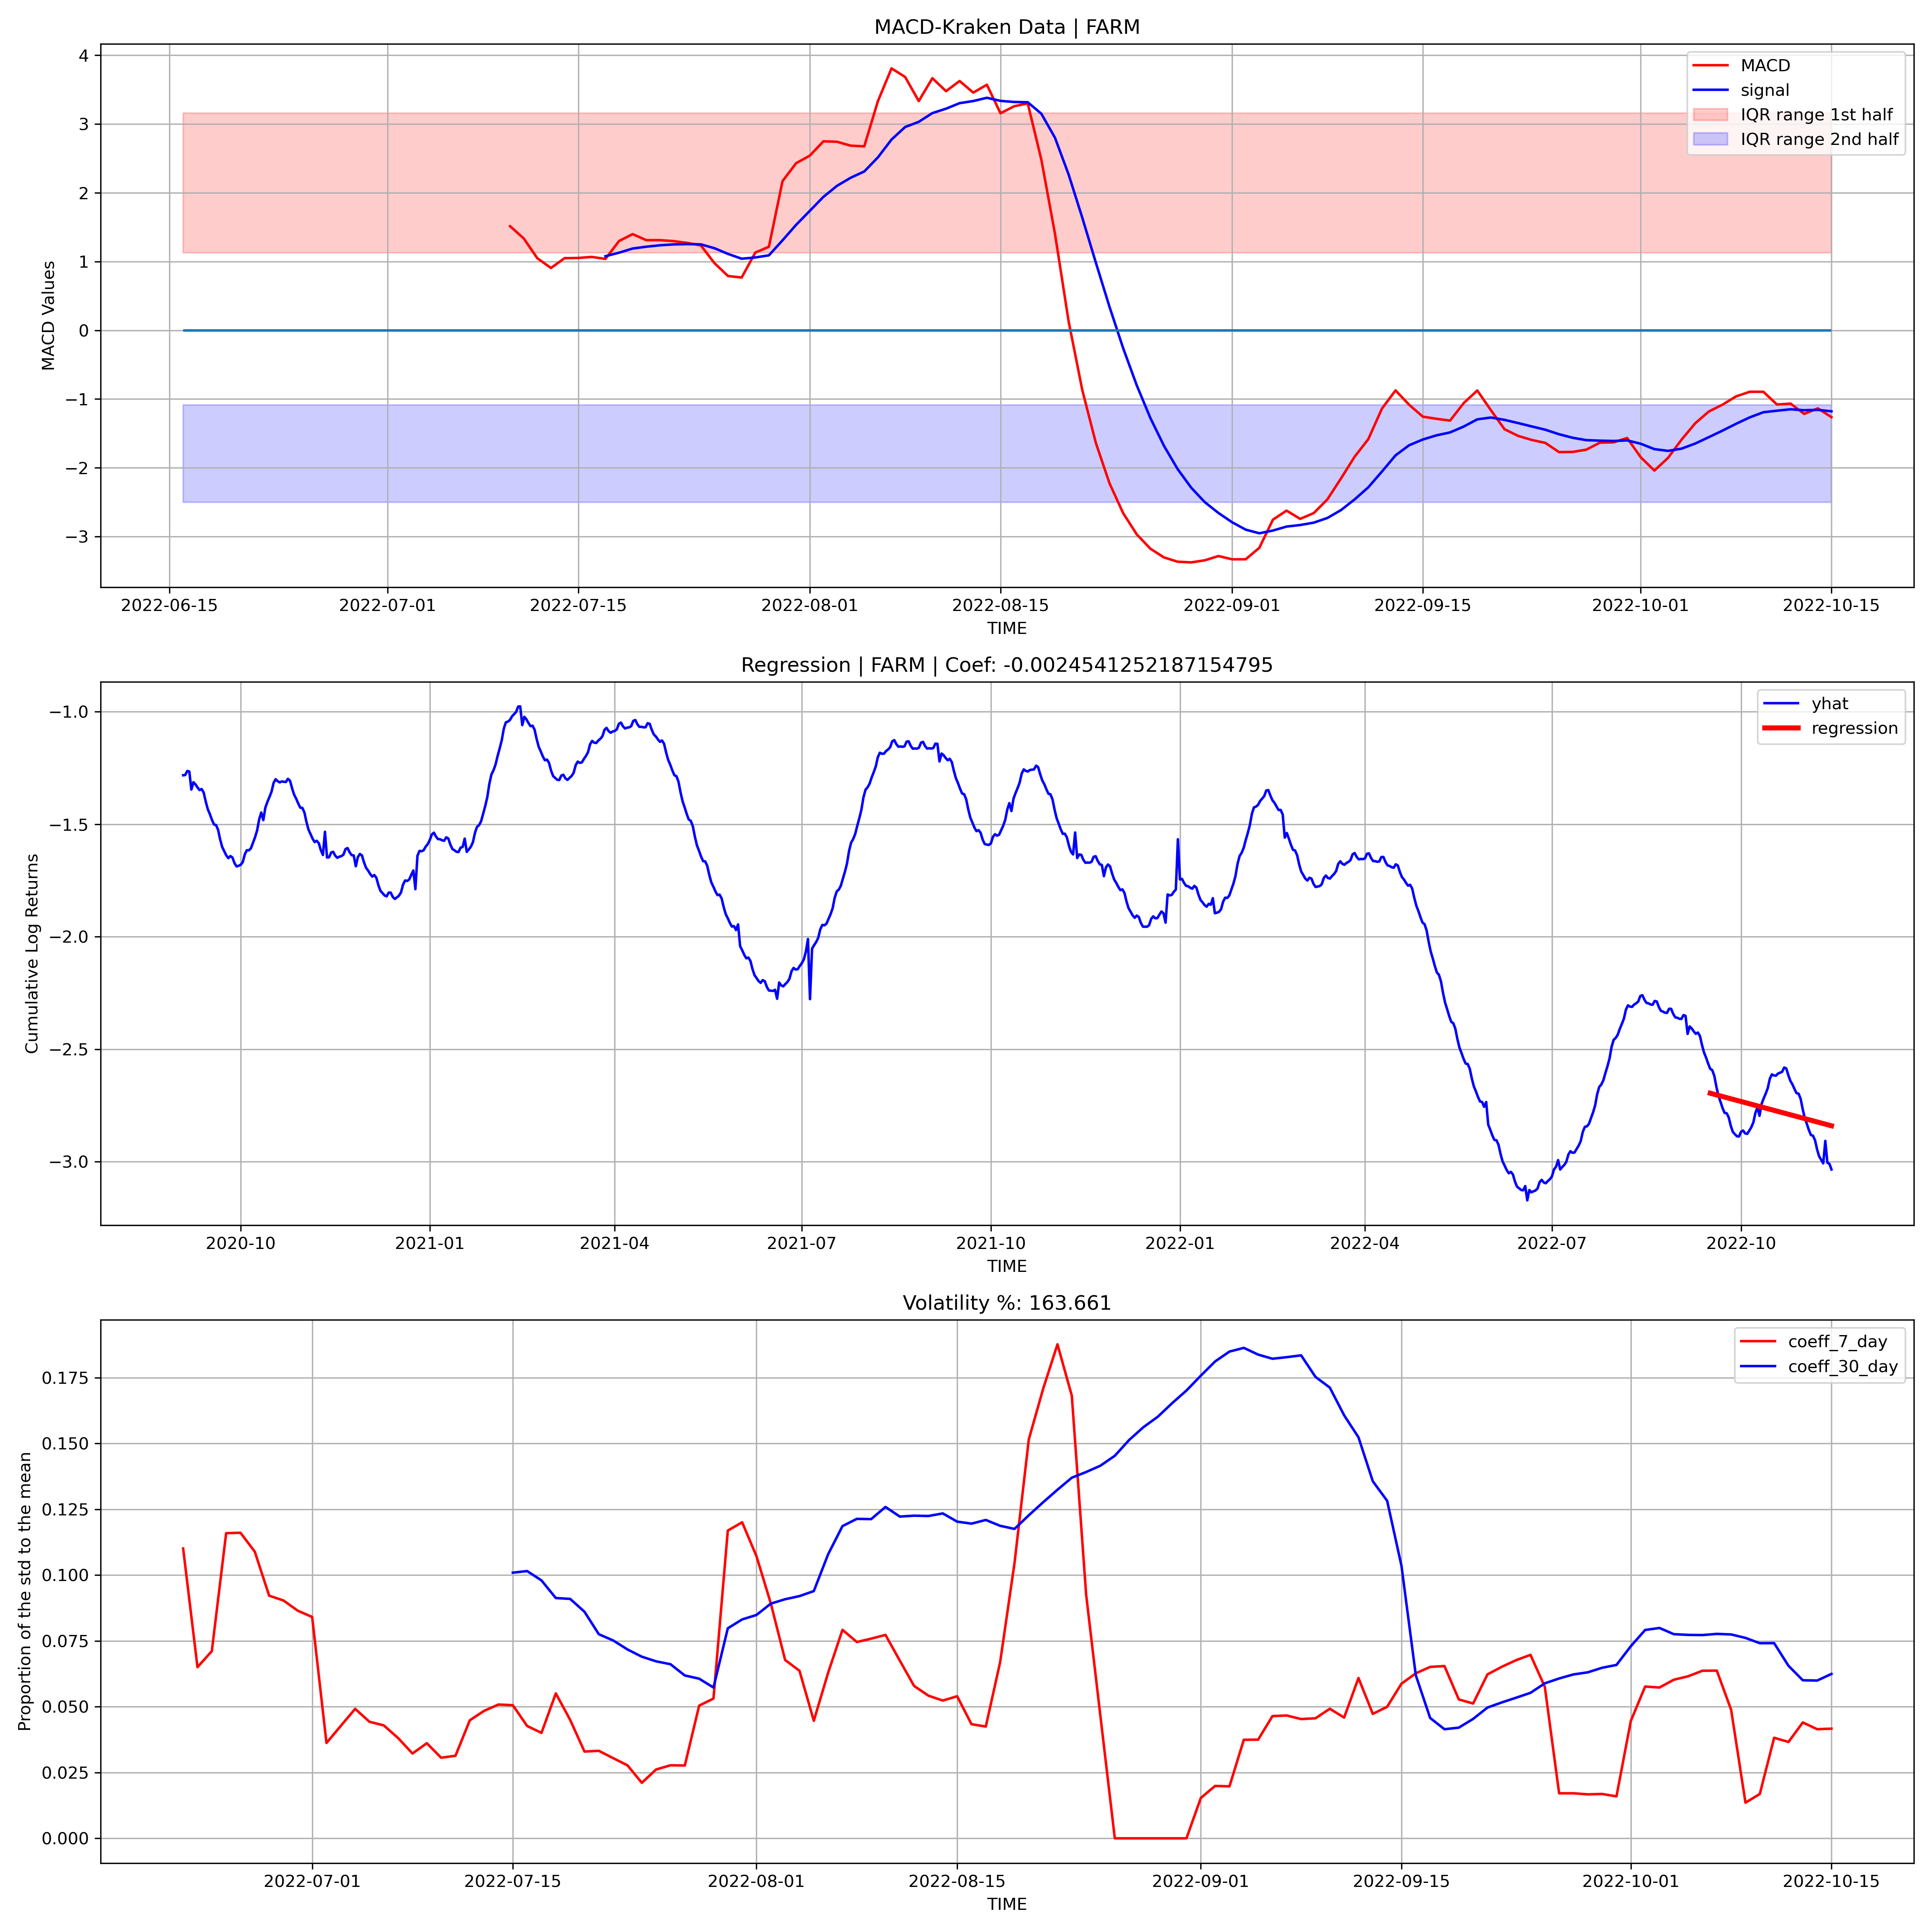 MACD-Kraken Data | FARM
MACD Values
4
3
2
1
0
−1
−2
−3
MACD
signal
IQR range 1st half
IQR range 2nd half
2022-06-15 2022-07-01 2022-07-15 2022-08-01 2022-08-15 2022-09-01 2022-09-15 2022-10-01 2022-10-15
TIME
Regression | FARM | Coef: -0.0024541252187154795
Cumulative Log Returns
−1.0
−1.5
−2.0
−2.5
−3.0
yhat
regression
2020-10 2021-01 2021-04 2021-07 2021-10 2022-01 2022-04 2022-07 2022-10
TIME
Volatility %: 163.661
Proportion of the std to the mean
0.175
0.150
0.125
0.100
0.075
0.050
0.025
0.000
coeff_7_day
coeff_30_day
2022-07-01 2022-07-15 2022-08-01 2022-08-15 2022-09-01 2022-09-15 2022-10-01 2022-10-15
TIME